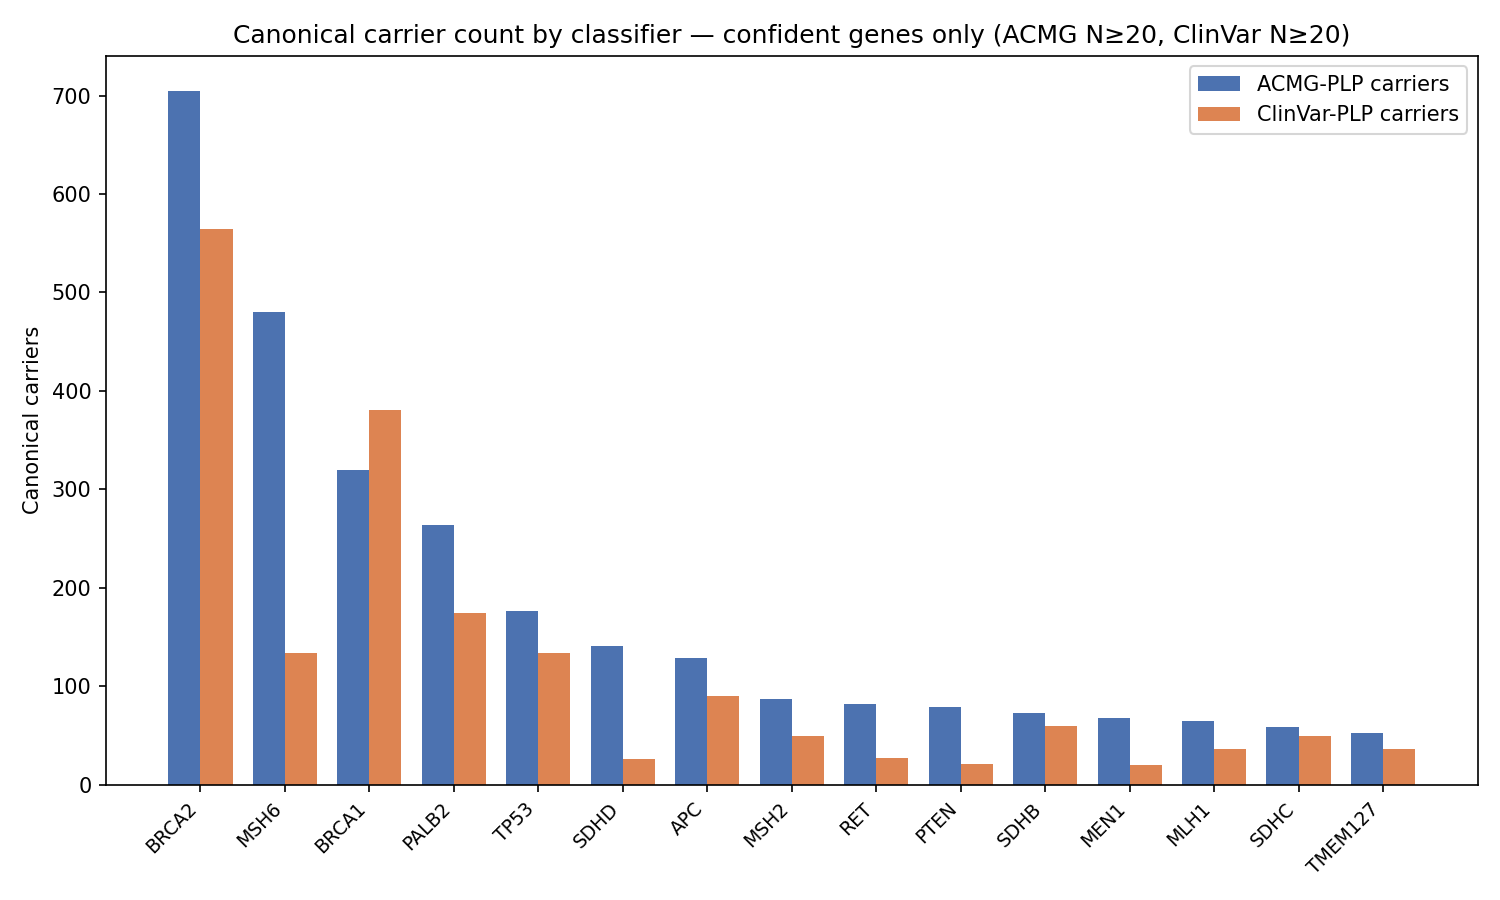 Canonical carrier count by classifier — confident genes only (ACMG N≥20, ClinVar N≥20)
ACMG-PLP carriers
ClinVar-PLP carriers
Canonical carriers
700
600
500
400
300
200
100
0
BRCA2 MSH6 BRCA1 PALB2 TP53 SDHD APC MSH2 RET PTEN SDHB MEN1 MLH1 SDHC TMEM127